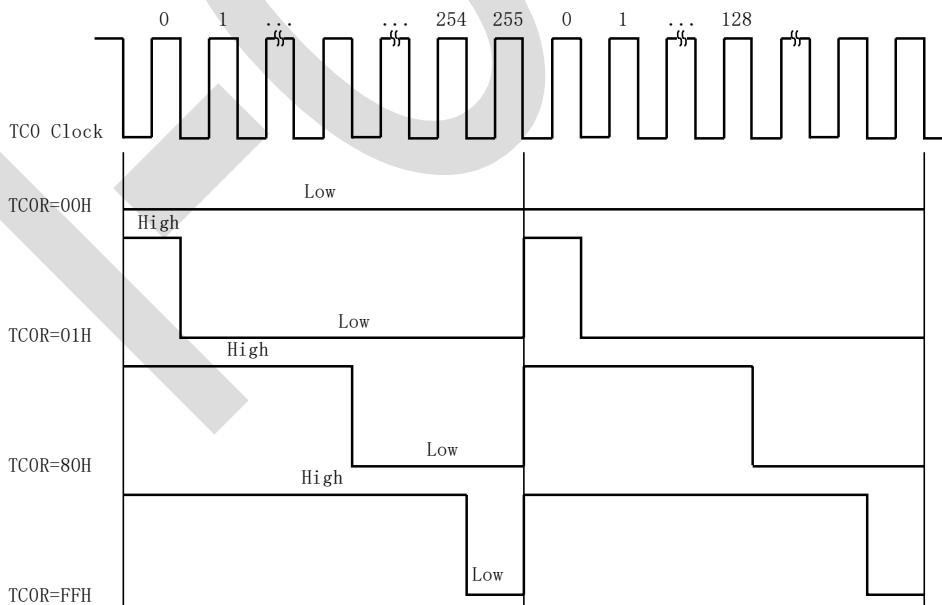 0 1 ... ... 254 255 0 1 ... 128
TC0 Clock
Low
TC0R=00H
High
Low
TC0R=01H
High
Low
TC0R=80H
High
Low
TC0R=FFH